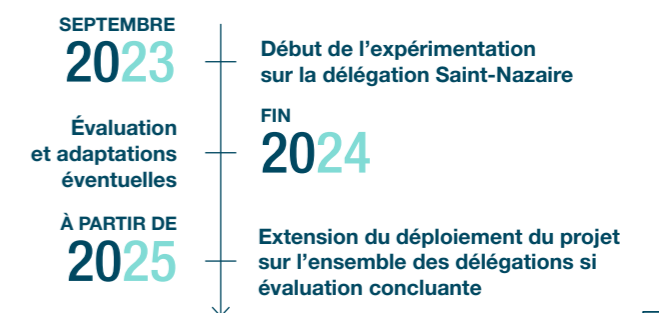 SEPTEMBRE
2023
Début de l’expérimentation
sur la délégation Saint-Nazaire
Évaluation
et adaptations
éventuelles
FIN
2024
À PARTIR DE
2025
Extension du déploiement du projet
sur l’ensemble des délégations si
évaluation concluante